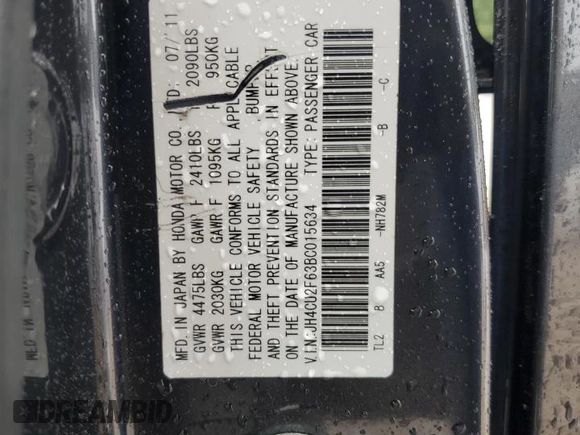 MFD. IN JAPAN BY HONDA MOTOR CO. 07/ 11
GVWR 4475LBS GAWR F 2410LBS 2090LBS
GVWR 2030KG GAWR F 1095KG 950KG
THIS VEHICLE CONFORMS TO ALL APPLICABLE
FEDERAL MOTOR VEHICLE SAFETY
AND THEFT PREVENTION STANDARDS IN EFFECT
ON THE DATE OF MANUFACTURE SHOWN ABOVE.
V.I.N. JH4CU2F63BC015634 TYPE: PASSENGER CAR
TL2 B AA5 -NH782M -B -C
DREAMBID